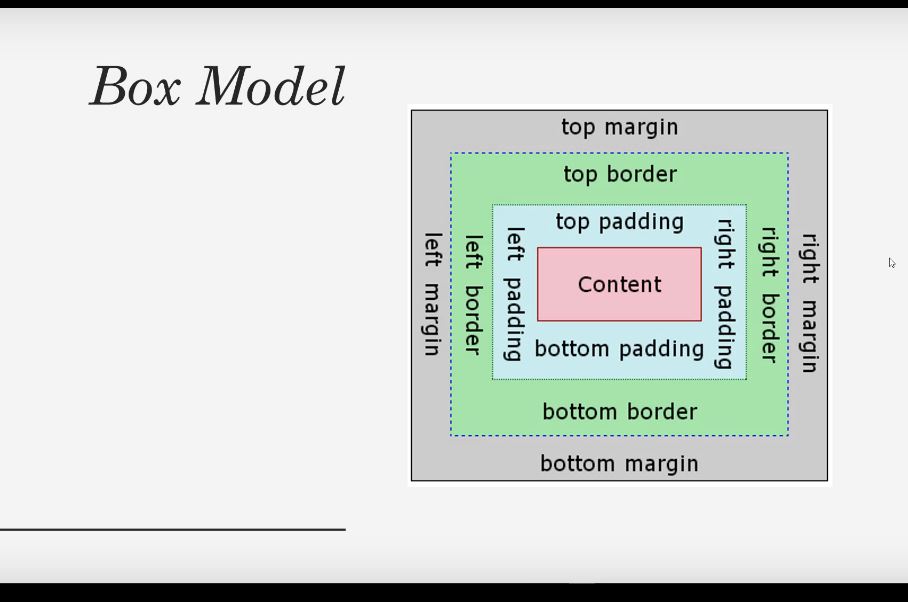 Box Model
top margin
top border
top padding
left margin
left border
left padding
Content
right padding
right border
right margin
bottom padding
bottom border
bottom margin